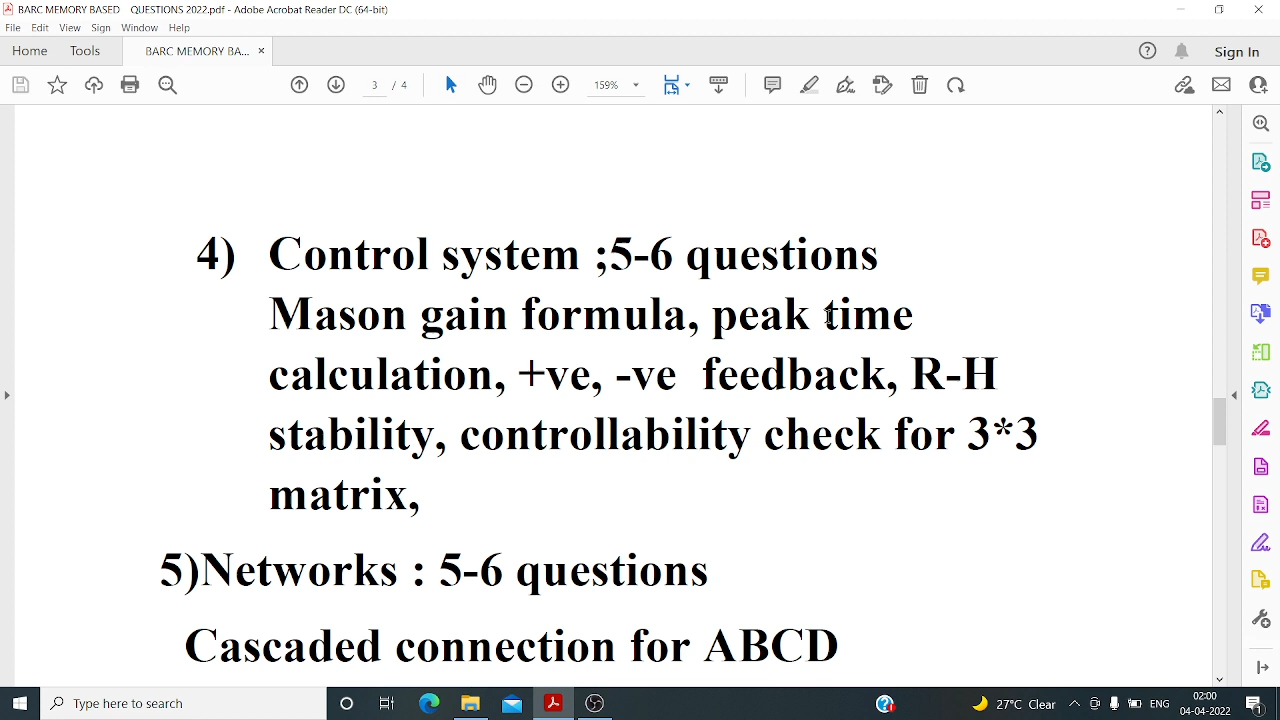 BARC MEMORY BASED QUESTIONS 2022.pdf - Adobe Acrobat Reader DC (64-bit)
File Edit View Sign Window Help
Home Tools BARC MEMORY BA... × Sign In
3 / 4 159%
4) Control system ;5-6 questions
Mason gain formula, peak time
calculation, +ve, -ve feedback, R-H
stability, controllability check for 3*3
matrix,
5)Networks : 5-6 questions
Cascaded connection for ABCD
Type here to search
27°C Clear ENG
02:00
04-04-2022